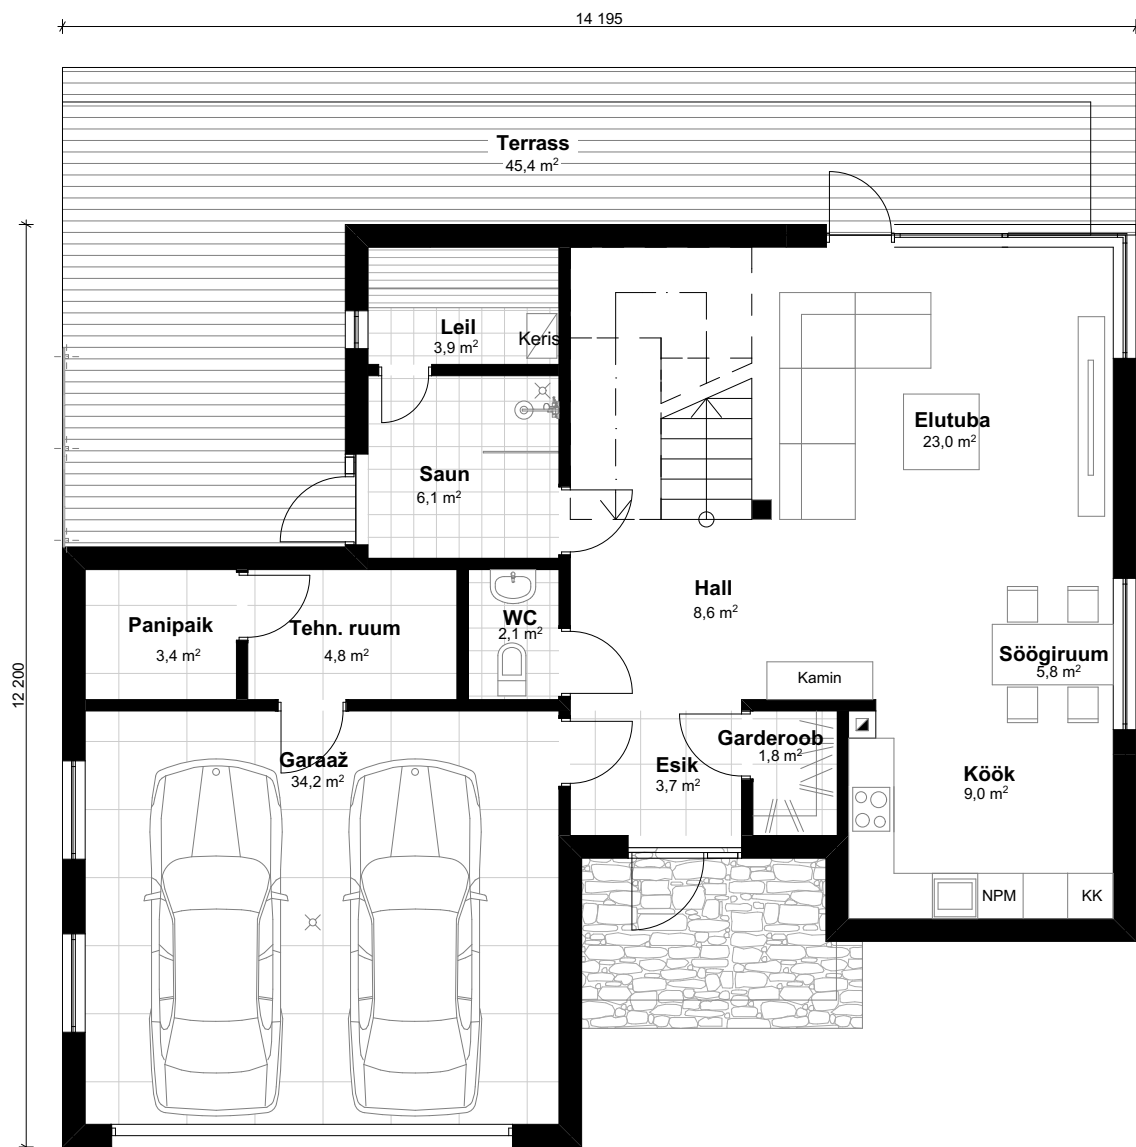 14 195
Terrass
45,4 m²
Leil
3,9 m²
Keris
Elutuba
23,0 m²
Saun
6,1 m²
Hall
8,6 m²
WC
2,1 m²
Panipaik
3,4 m²
Tehn. ruum
4,8 m²
Söögiruum
5,8 m²
Kamin
12 200
Garderoob
1,8 m²
Garaaž
34,2 m²
Esik
3,7 m²
Köök
9,0 m²
NPM
KK